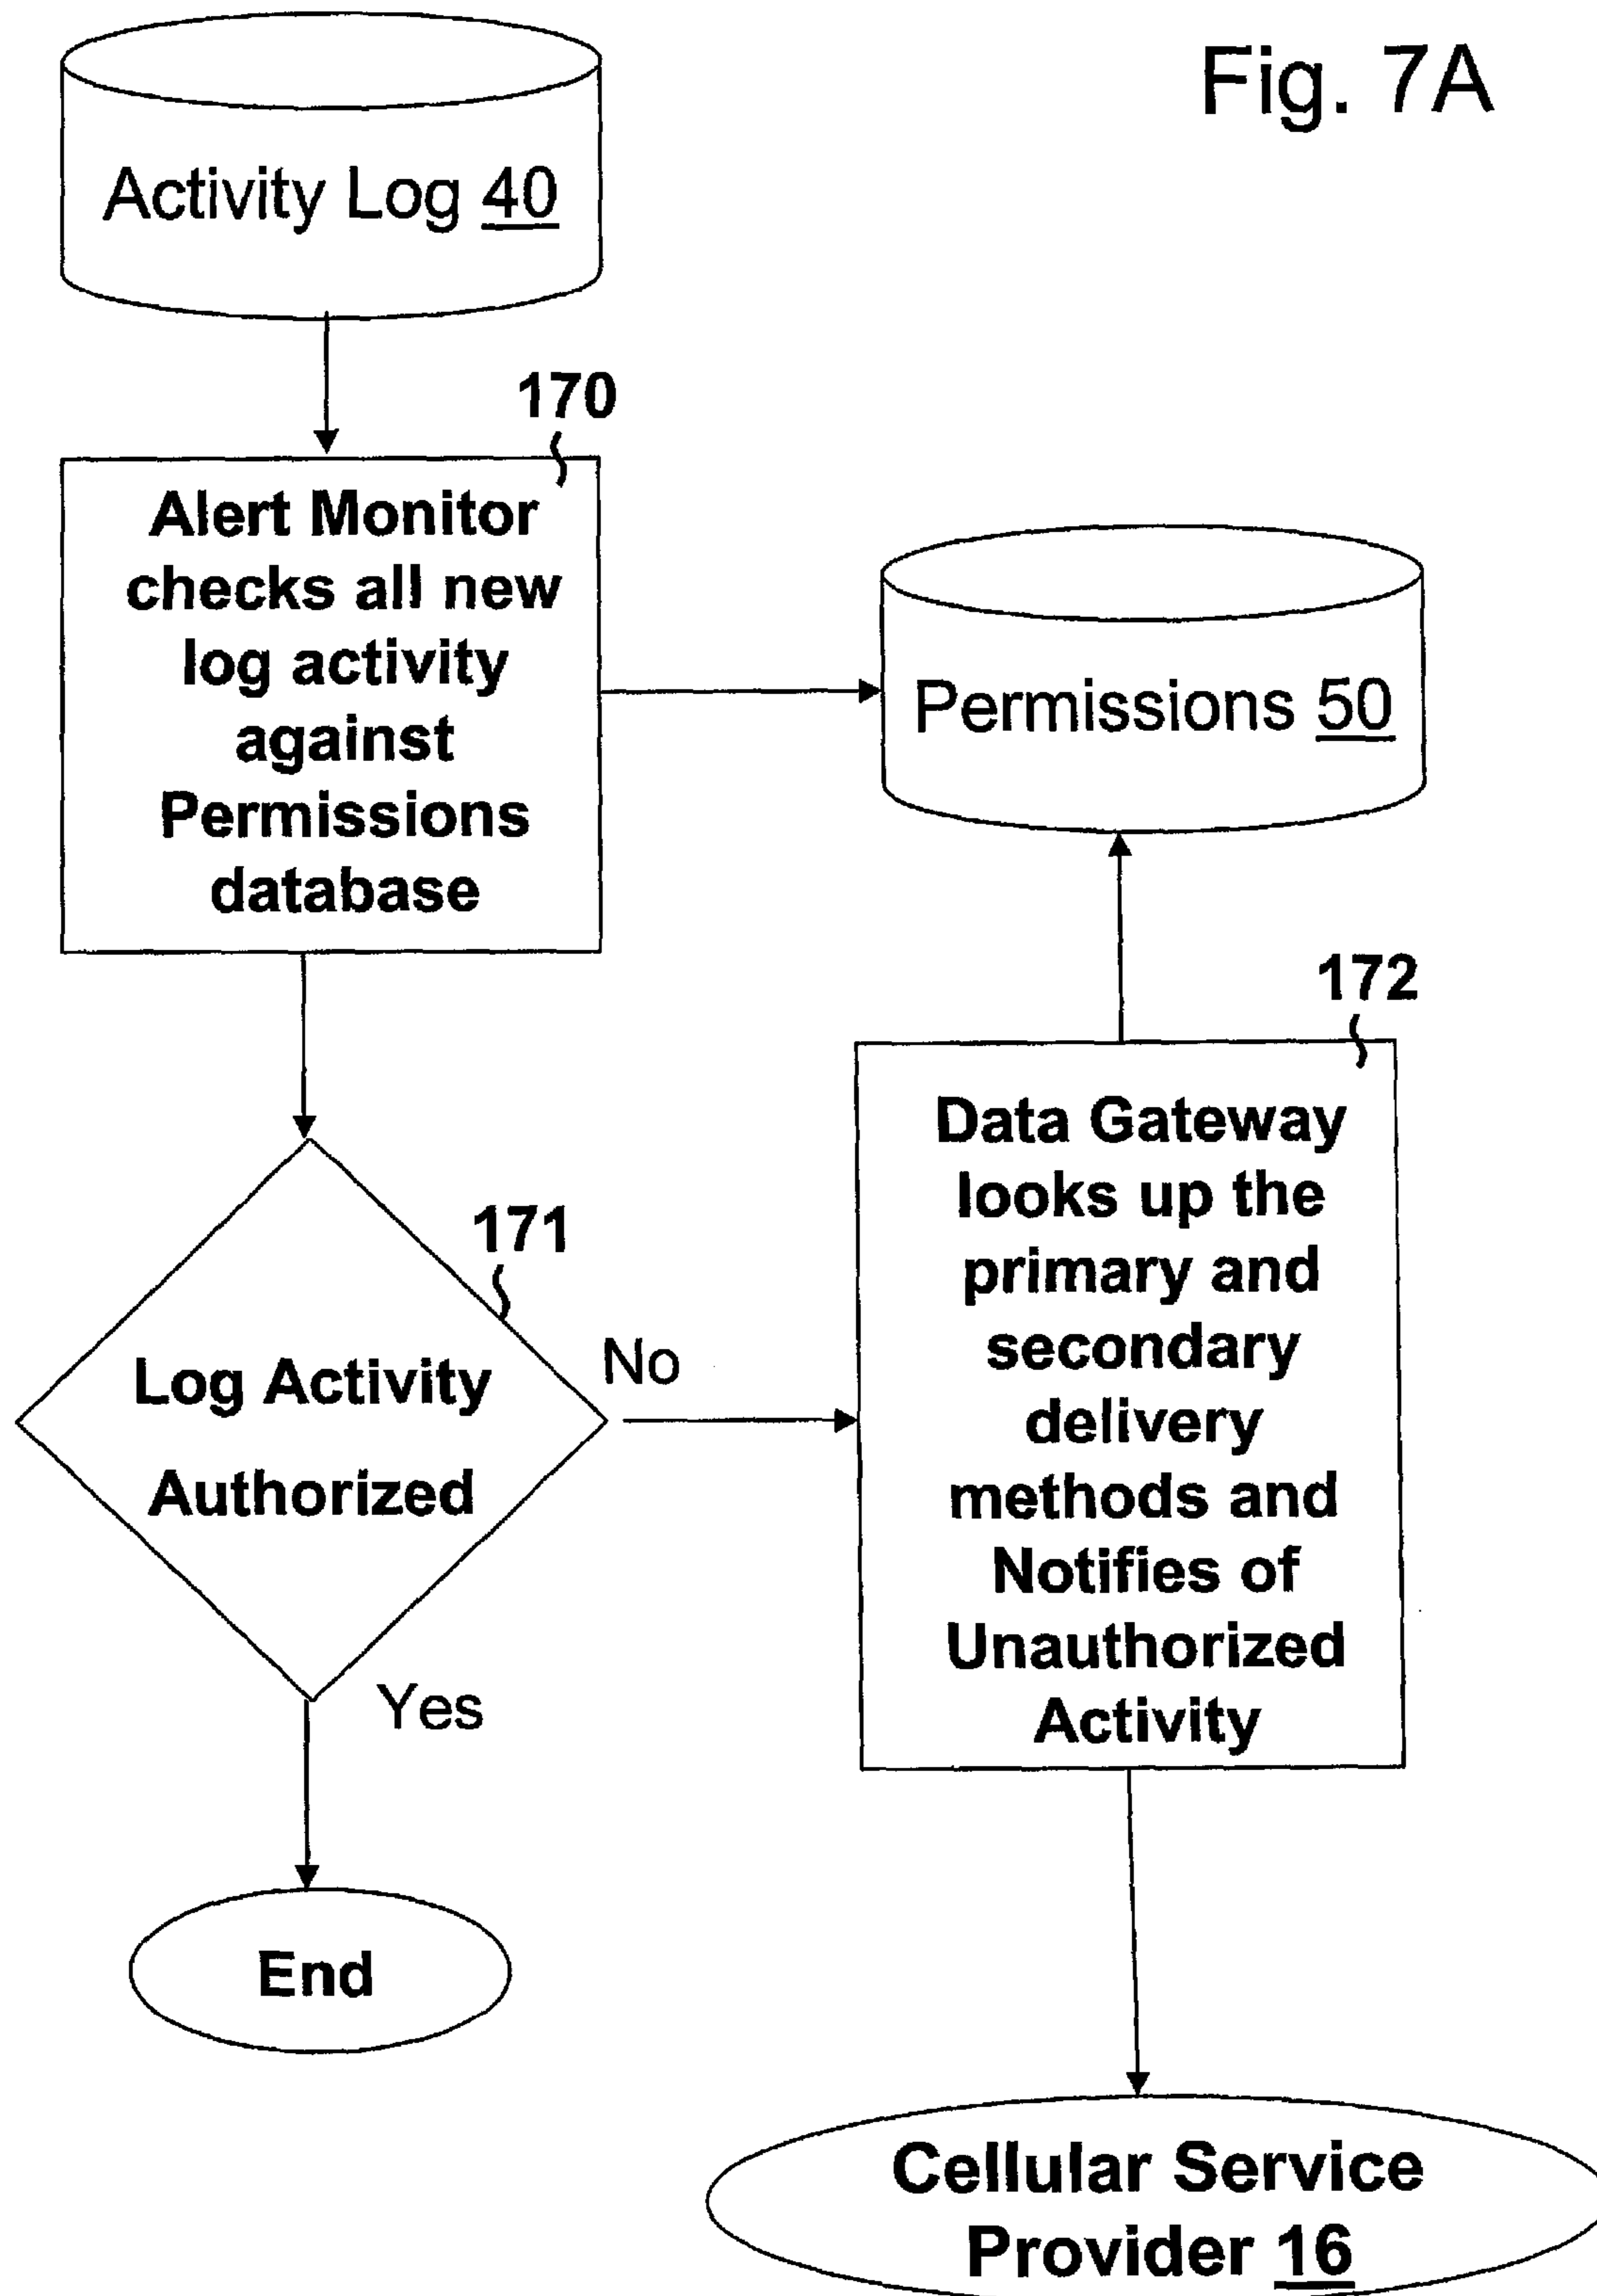 Fig. 7A
Activity Log 40
170
Alert Monitor
checks all new
log activity
against
Permissions
database
Permissions 50
172
Data Gateway
looks up the
primary and
secondary
delivery
methods and
Notifies of
Unauthorized
Activity
171
Log Activity
Authorized
No
Yes
End
Cellular Service
Provider 16